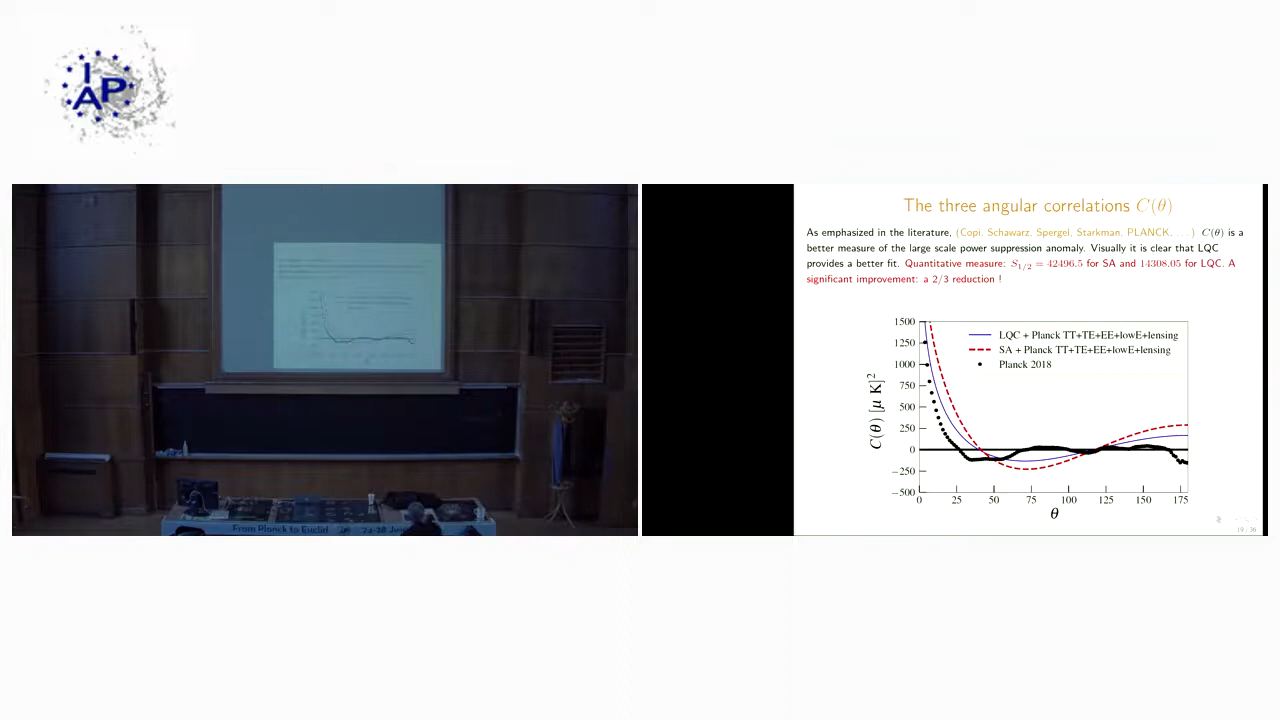 I
A P
From Planck to Euclid
The three angular correlations C(θ)
As emphasized in the literature, (Copi, Schawarz, Spergel, Starkman, PLANCK, . . . ) C(θ) is a
better measure of the large scale power suppression anomaly. Visually it is clear that LQC
provides a better fit. Quantitative measure: S1/2 = 42496.5 for SA and 14308.05 for LQC. A
significant improvement: a 2/3 reduction !
LQC + Planck TT+TE+EE+lowE+lensing
SA + Planck TT+TE+EE+lowE+lensing
Planck 2018
C(θ) [μ K]²
1500
1250
1000
750
500
250
0
−250
−500
0 25 50 75 100 125 150 175
θ
19 / 36